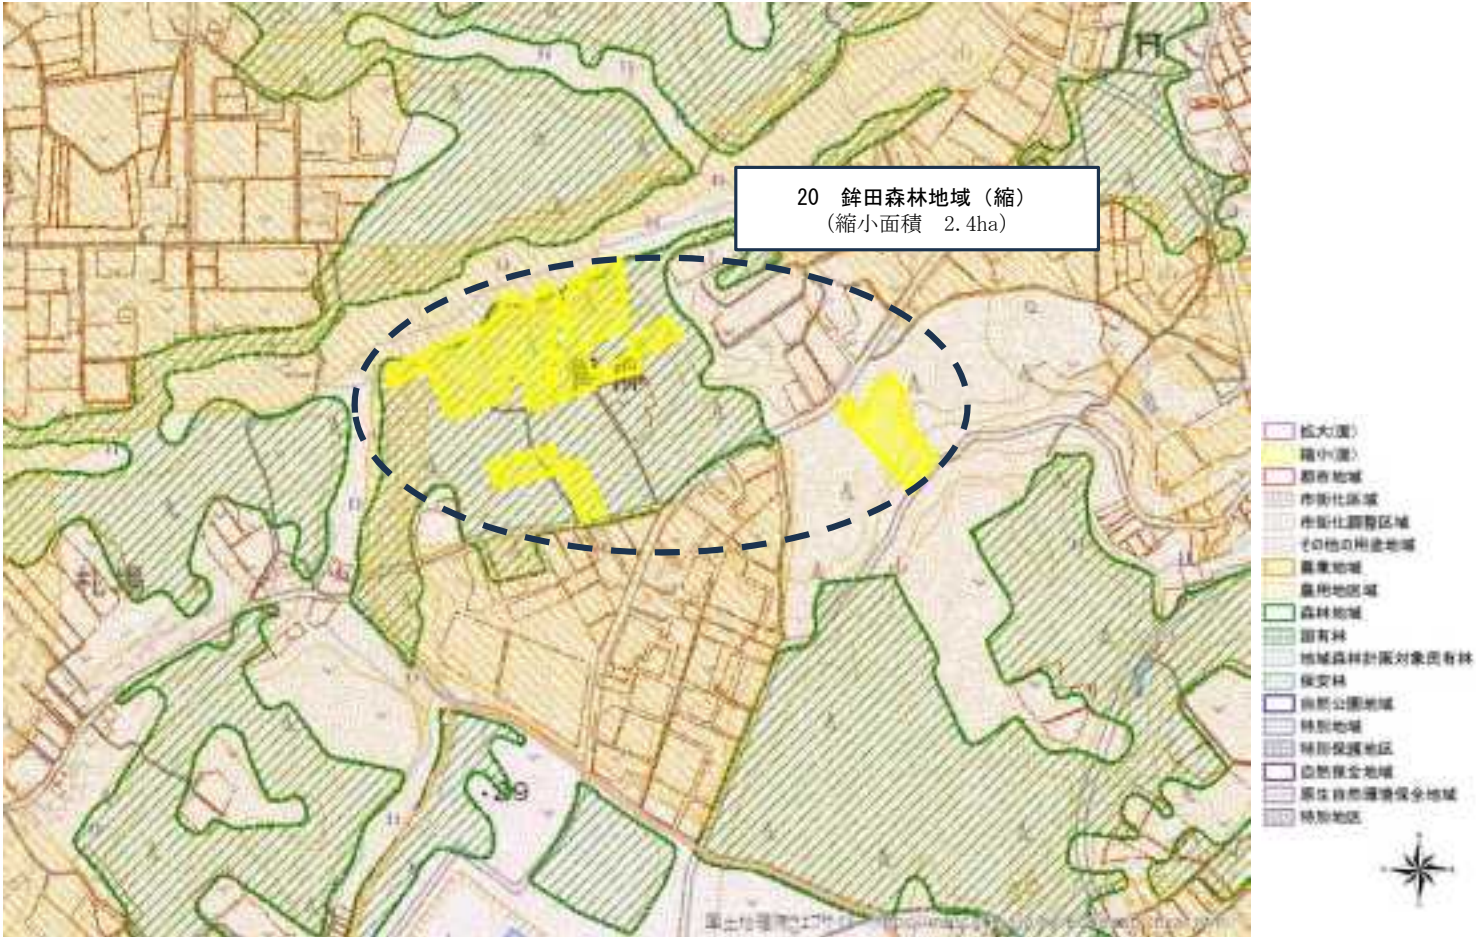 20 鉾田森林地域（縮）
（縮小面積 2.4ha）
拡大(面)
縮小(面)
都市地域
市街化区域
市街化調整区域
その他の用途地域
農業地域
農用地区域
森林地域
国有林
地域森林計画対象民有林
保安林
自然公園地域
特別地域
特別保護地区
自然保全地域
原生自然環境保全地域
特別地区